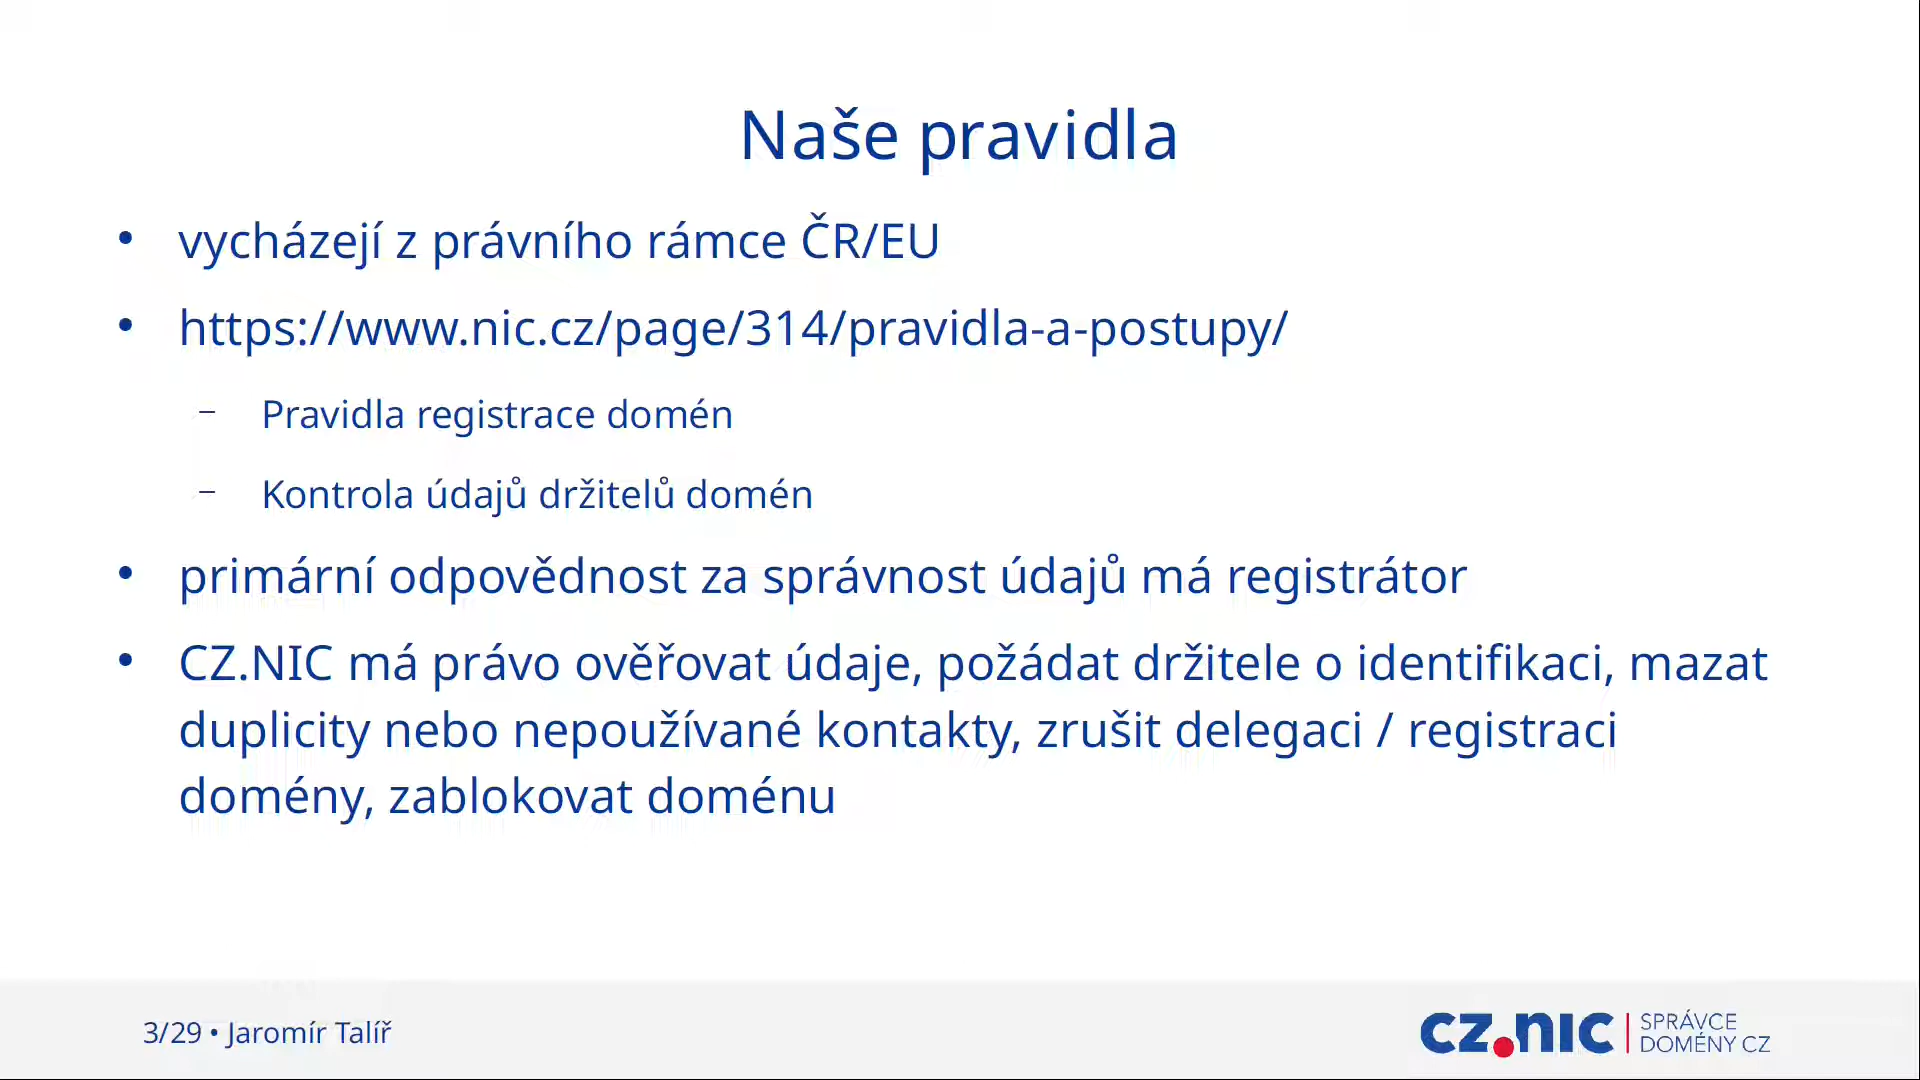 Naše pravidla
• vycházejí z právního rámce ČR/EU
• https://www.nic.cz/page/314/pravidla-a-postupy/
– Pravidla registrace domén
– Kontrola údajů držitelů domén
• primární odpovědnost za správnost údajů má registrátor
• CZ.NIC má právo ověřovat údaje, požádat držitele o identifikaci, mazat
duplicity nebo nepoužívané kontakty, zrušit delegaci / registraci
domény, zablokovat doménu
3/29 • Jaromír Talíř
CZ.NIC | SPRÁVCE
DOMÉNY CZ